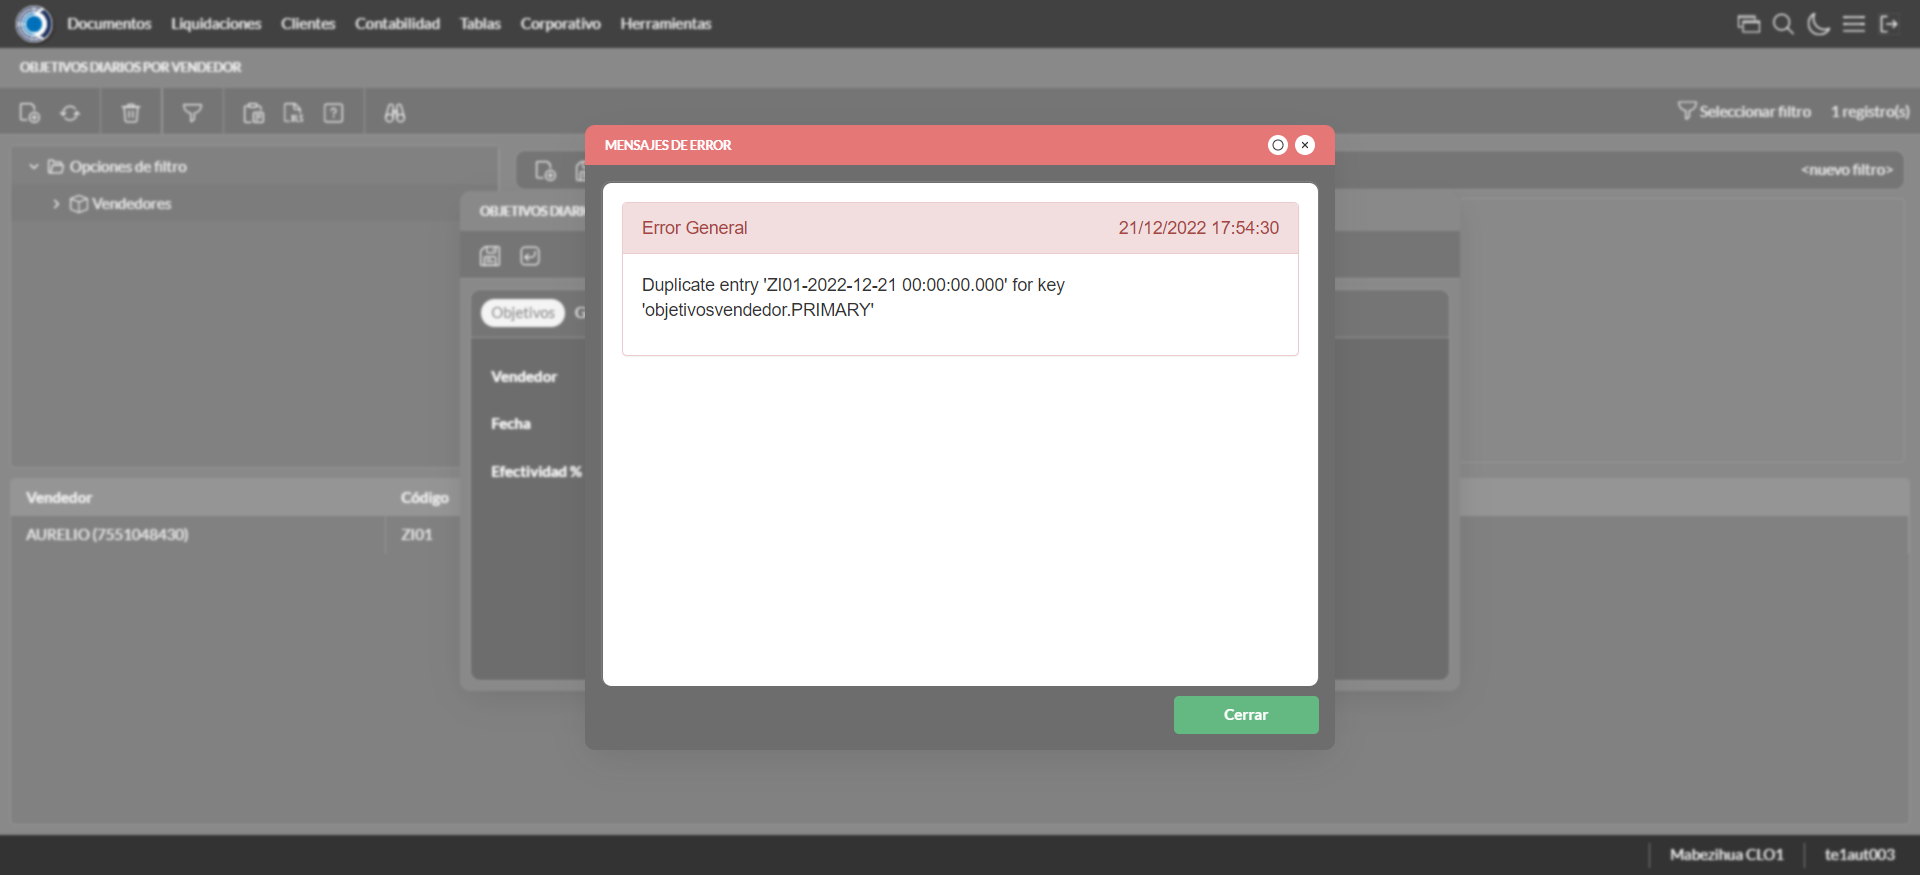 Documentos Liquidaciones Clientes Contabilidad Tablas Corporativo Herramientas
OBJETIVOS DIARIOS POR VENDEDOR
Seleccionar filtro 1 registro(s)
MENSAJES DE ERROR
Opciones de filtro
<nuevo filtro>
Vendedores
OBJETIVOS DIARI
Error General 21/12/2022 17:54:30
Duplicate entry 'ZI01-2022-12-21 00:00:00.000' for key
'objetivosvendedor.PRIMARY'
Objetivos G
Vendedor
Fecha
Efectividad %
Vendedor Código
AURELIO (7551048430) ZI01
Cerrar
Mabezihua CLO1 te1aut003